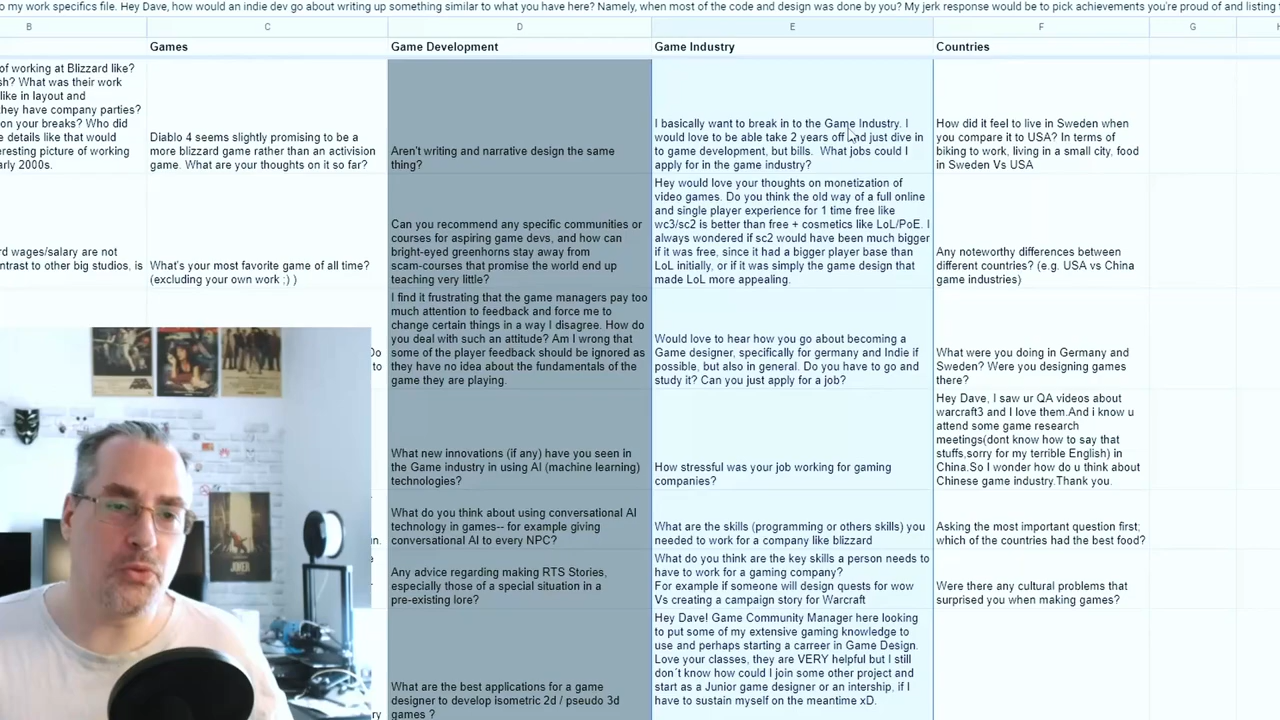 o my work specifics file. Hey Dave, how would an indie dev go about writing up something similar to what you have here? Namely, when most of the code and design was done by you? My jerk response would be to pick achievements you're proud of and listing
B
C
D
E
F
G
Games
Game Development
Game Industry
Countries
of working at Blizzard like?
sh? What was their work
like in layout and
they have company parties?
on your breaks? Who did
e details like that would
eresting picture of working
arly 2000s.
Diablo 4 seems slightly promising to be a
more blizzard game rather than an activision
game. What are your thoughts on it so far?
Aren't writing and narrative design the same
thing?
I basically want to break in to the Game Industry. I
would love to be able take 2 years off and just dive in
to game development, but bills. What jobs could I
apply for in the game industry?
How did it feel to live in Sweden when
you compare it to USA? In terms of
biking to work, living in a small city, food
in Sweden Vs USA
rd wages/salary are not
ntrast to other big studios, is
What's your most favorite game of all time?
(excluding your own work ;) )
Can you recommend any specific communities or
courses for aspiring game devs, and how can
bright-eyed greenhorns stay away from
scam-courses that promise the world end up
teaching very little?
Hey would love your thoughts on monetization of
video games. Do you think the old way of a full online
and single player experience for 1 time free like
wc3/sc2 is better than free + cosmetics like LoL/PoE. I
always wondered if sc2 would have been much bigger
if it was free, since it had a bigger player base than
LoL initially, or if it was simply the game design that
made LoL more appealing.
Any noteworthy differences between
different countries? (e.g. USA vs China
game industries)
Do
to
I find it frustrating that the game managers pay too
much attention to feedback and force me to
change certain things in a way I disagree. How do
you deal with such an attitude? Am I wrong that
some of the player feedback should be ignored as
they have no idea about the fundamentals of the
game they are playing.
Would love to hear how you go about becoming a
Game designer, specifically for germany and Indie if
possible, but also in general. Do you have to go and
study it? Can you just apply for a job?
What were you doing in Germany and
Sweden? Were you designing games
there?
What new innovations (if any) have you seen in
the Game industry in using AI (machine learning)
technologies?
How stressful was your job working for gaming
companies?
Hey Dave, I saw ur QA videos about
warcraft3 and I love them.And i know u
attend some game research
meetings(dont know how to say that
stuffs,sorry for my terrible English) in
China.So I wonder how do u think about
Chinese game industry.Thank you.
What do you think about using conversational AI
technology in games-- for example giving
conversational AI to every NPC?
What are the skills (programming or others skills) you
needed to work for a company like blizzard
Asking the most important question first;
which of the countries had the best food?
Any advice regarding making RTS Stories,
especially those of a special situation in a
pre-existing lore?
What do you think are the key skills a person needs to
have to work for a gaming company?
For example if someone will design quests for wow
Vs creating a campaign story for Warcraft
Were there any cultural problems that
surprised you when making games?
What are the best applications for a game
designer to develop isometric 2d / pseudo 3d
games ?
Hey Dave! Game Community Manager here looking
to put some of my extensive gaming knowledge to
use and perhaps starting a carreer in Game Design.
Love your classes, they are VERY helpful but I still
don´t know how could I join some other project and
start as a Junior game designer or an intership, if I
have to sustain myself on the meantime xD.
JOKER